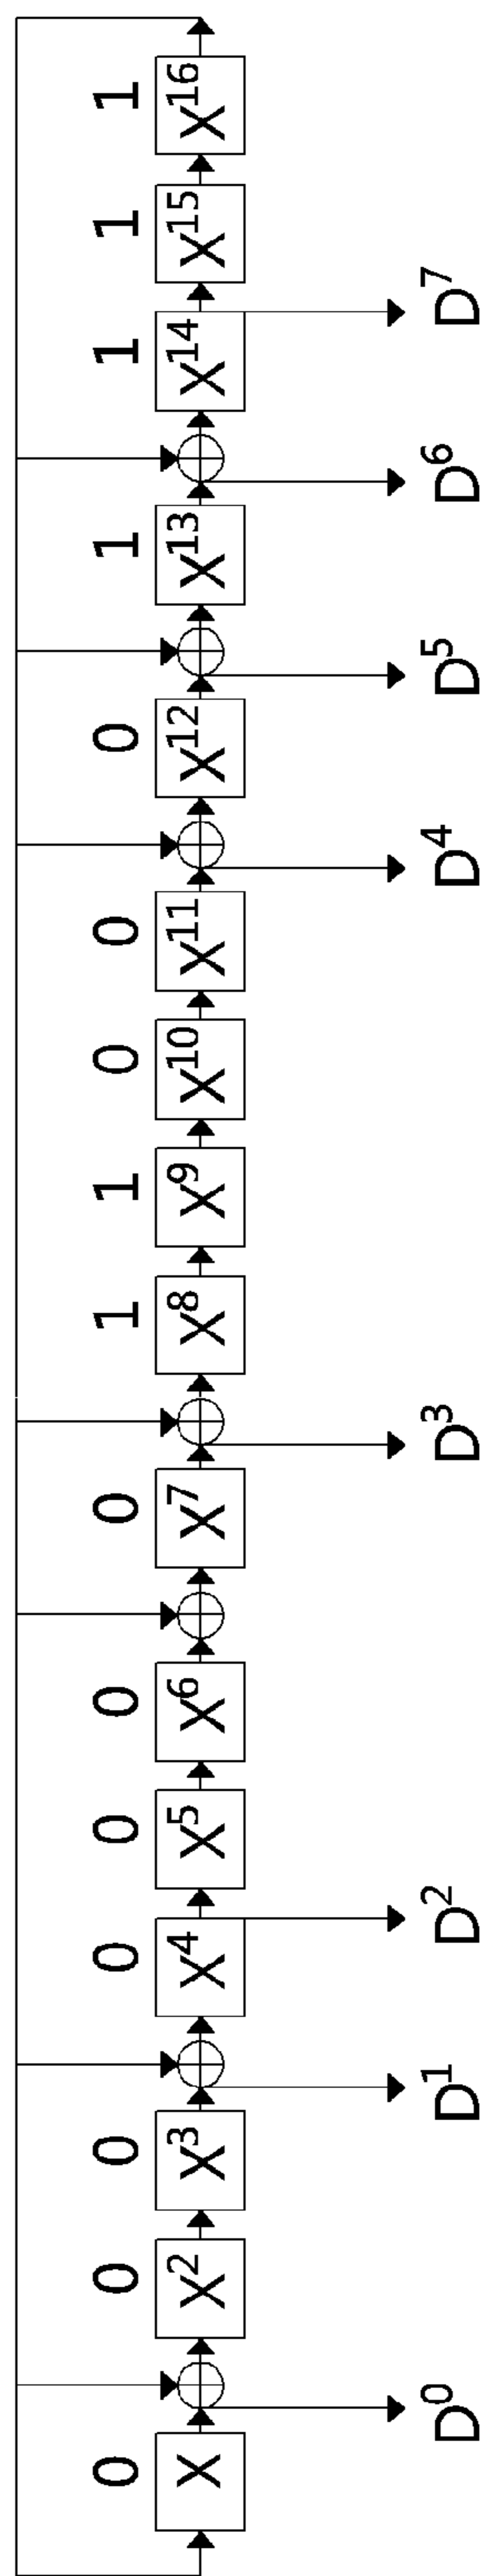 0 0 0 0 0 0 0 1 1 0 0 0 1 1 1 1
X X² X³ X⁴ X⁵ X⁶ X⁷ X⁸ X⁹ X¹⁰ X¹¹ X¹² X¹³ X¹⁴ X¹⁵ X¹⁶
D⁰ D¹ D² D³ D⁴ D⁵ D⁶ D⁷